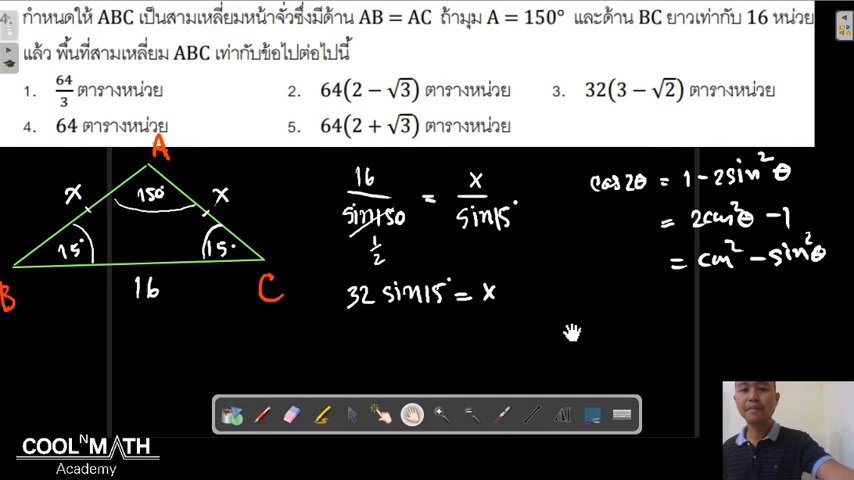 4. กำหนดให้ ABC เป็นสามเหลี่ยมหน้าจั่วซึ่งมีด้าน AB = AC ถ้ามุม A = 150° และด้าน BC ยาวเท่ากับ 16 หน่วย
แล้ว พื้นที่สามเหลี่ยม ABC เท่ากับข้อไปต่อไปนี้
1. 64/3 ตารางหน่วย 2. 64(2 − √3) ตารางหน่วย 3. 32(3 − √2) ตารางหน่วย
4. 64 ตารางหน่วย 5. 64(2 + √3) ตารางหน่วย
A
x 150° x
15° 15°
B 16 C
16/sin150 = x/sin15°
1/2
32 sin15° = x
cos2θ = 1 − 2sin²θ
= 2cos²θ − 1
= cos² − sin²θ
COOL N MATH
Academy